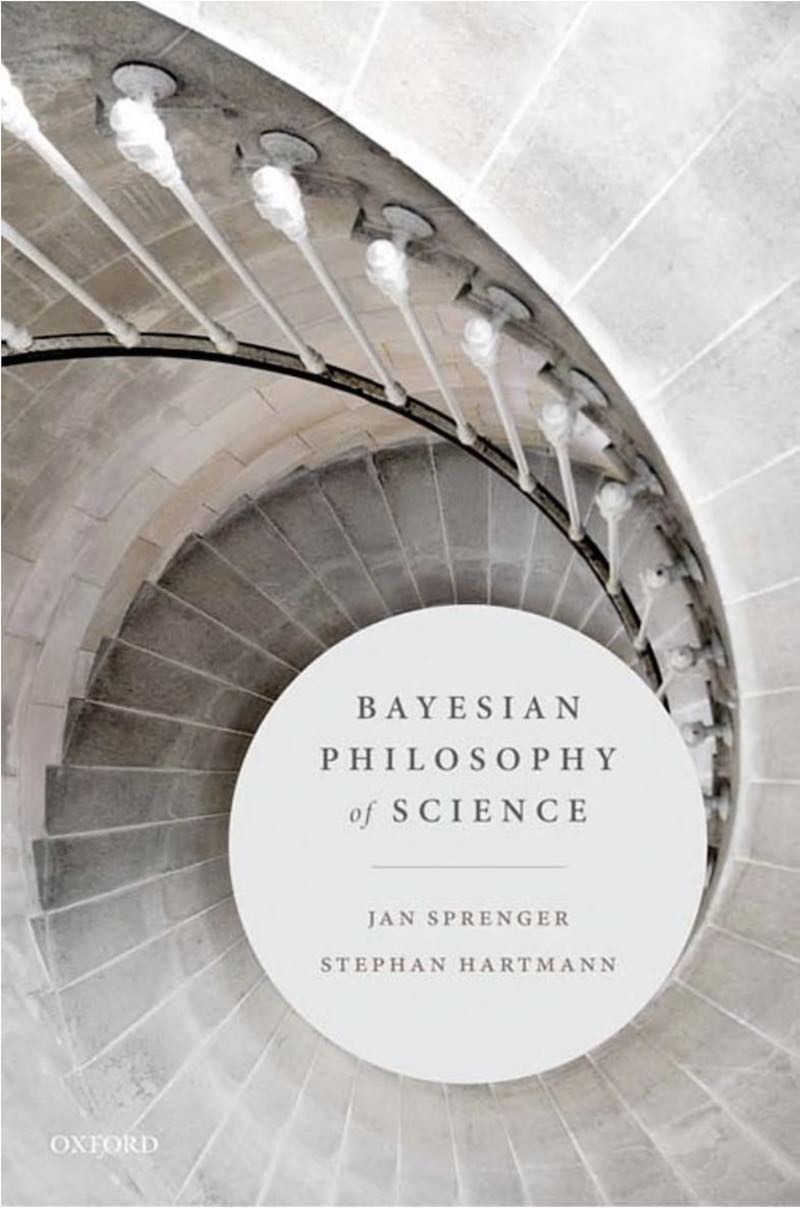 BAYESIAN
PHILOSOPHY
of SCIENCE
JAN SPRENGER
STEPHAN HARTMANN
OXFORD